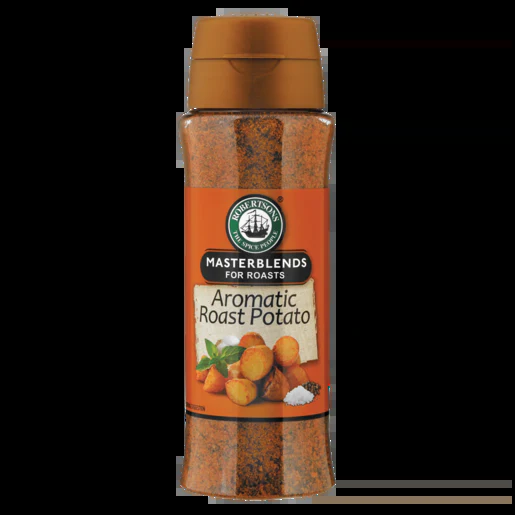 ROBERTSONS
THE SPICE PEOPLE
®
MASTERBLENDS
FOR ROASTS
Aromatic
Roast Potato